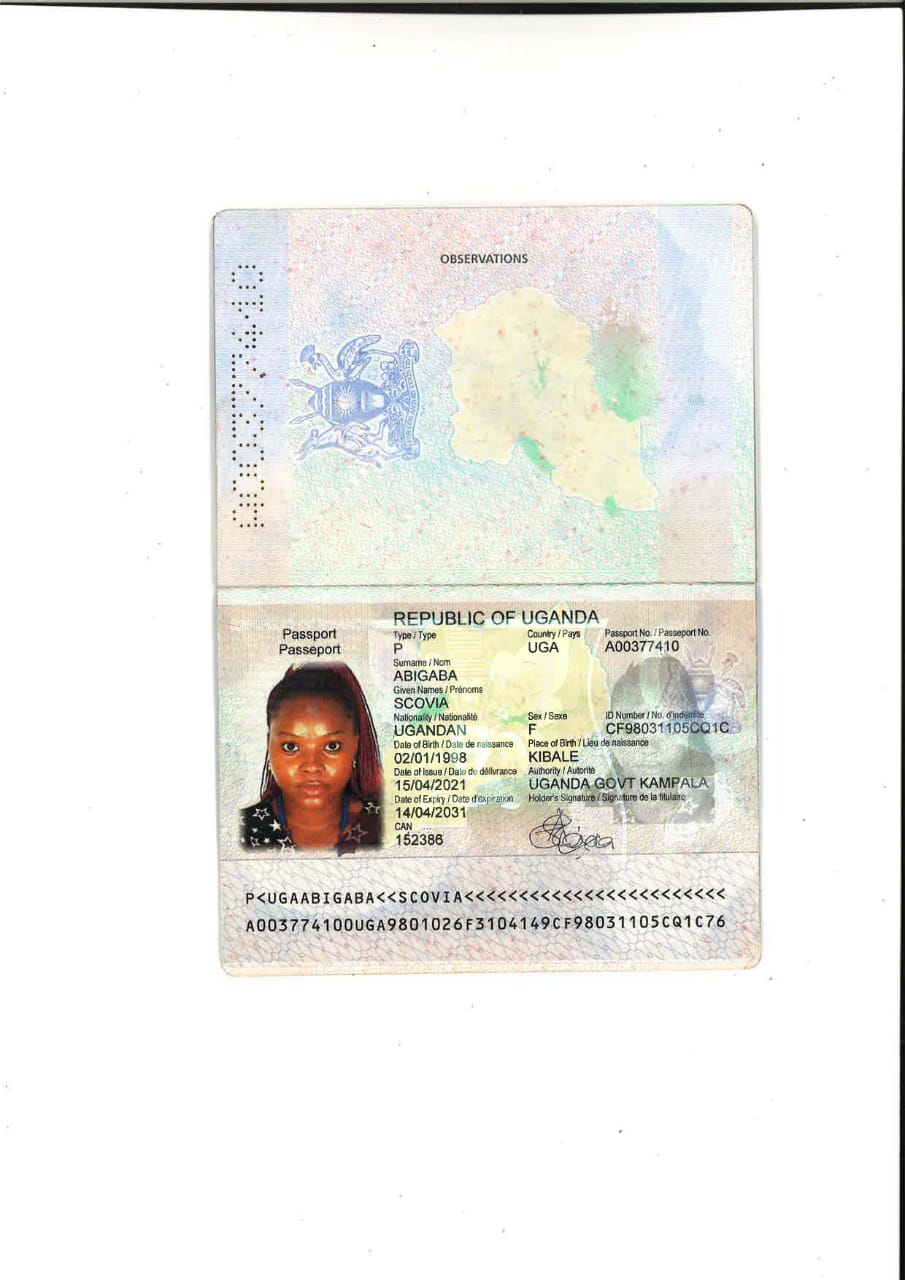 OBSERVATIONS
A00377410
REPUBLIC OF UGANDA
Passport
Passeport
Type / Type
Country / Pays
Passport No. / Passeport No.
P
UGA
A00377410
Surname / Nom
ABIGABA
Given Names / Prénoms
SCOVIA
Nationality / Nationalité
Sex / Sexe
ID Number / No. d'identité
UGANDAN
F
CF98031105CQ1C
Date of Birth / Date de naissance
Place of Birth / Lieu de naissance
02/01/1998
KIBALE
Date of Issue / Date du délivrance
Authority / Autorité
15/04/2021
UGANDA GOVT KAMPALA
Date of Expiry / Date d'expiration
Holder's Signature / Signature de la titulaire
14/04/2031
CAN
152386
P<UGAABIGABA<<SCOVIA<<<<<<<<<<<<<<<<<<<<<<<<
A003774100UGA9801026F3104149CF98031105CQ1C76